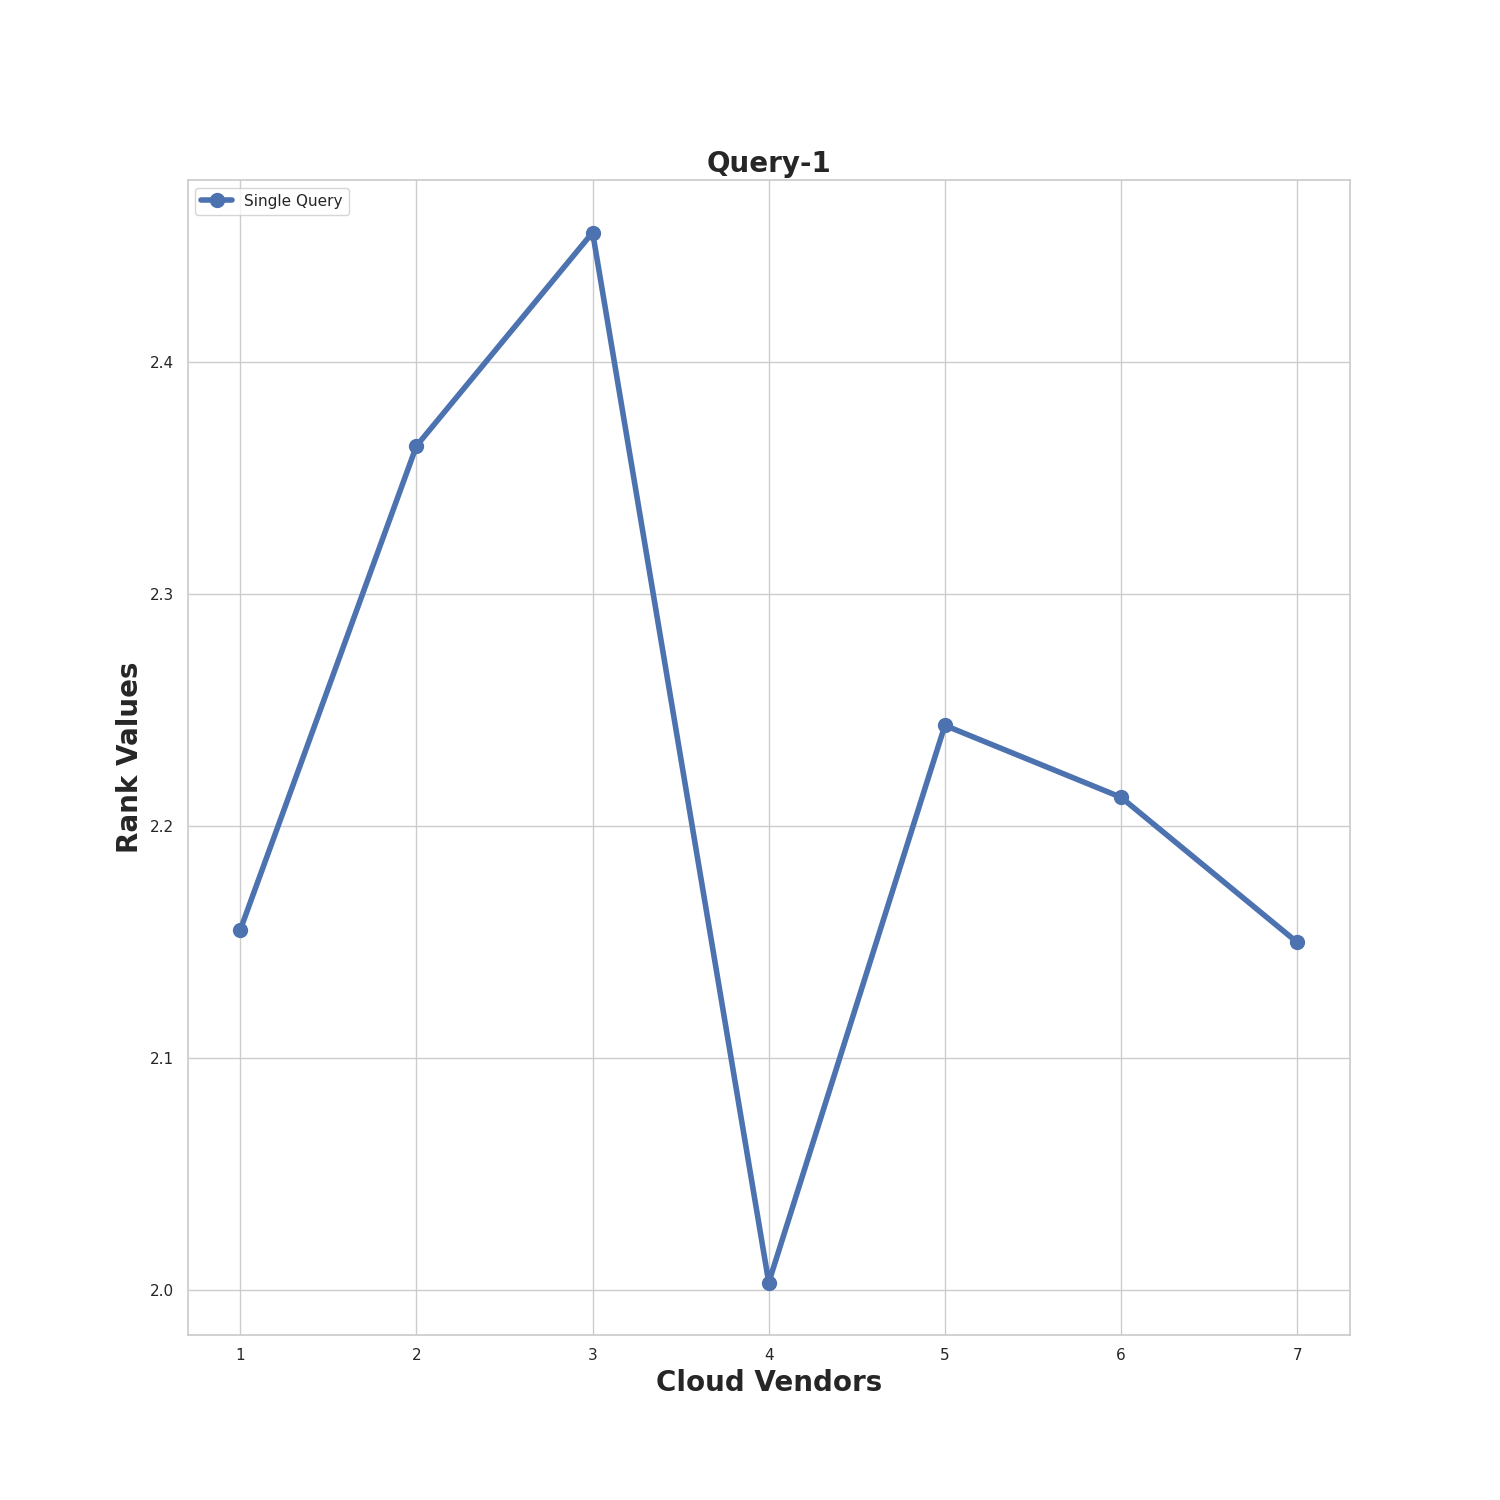 Query-1
Single Query
2.4
2.3
2.2
2.1
2.0
Rank Values
1 2 3 4 5 6 7
Cloud Vendors